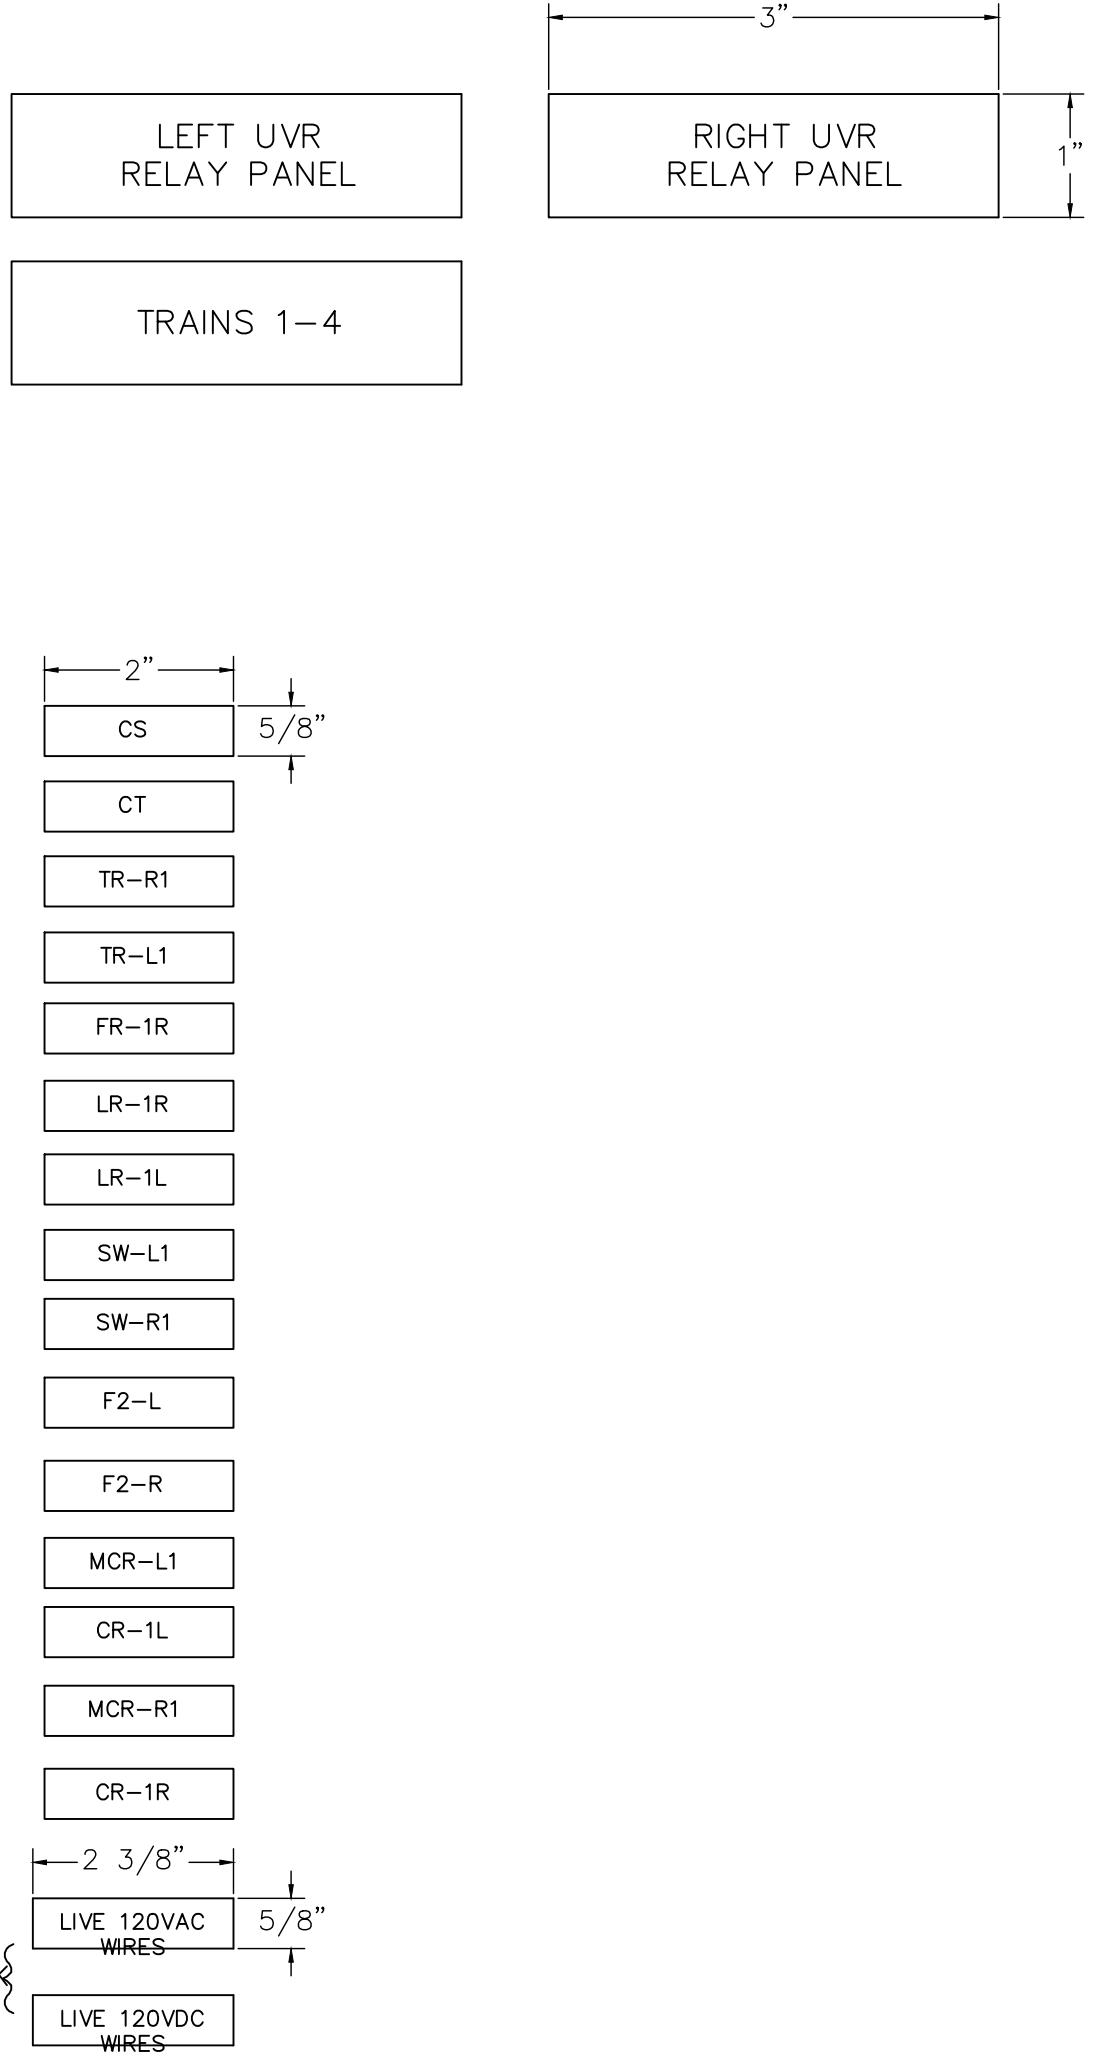 3”
LEFT UVR
RELAY PANEL
RIGHT UVR
RELAY PANEL
1”
TRAINS 1-4
2”
CS
5/8”
CT
TR-R1
TR-L1
FR-1R
LR-1R
LR-1L
SW-L1
SW-R1
F2-L
F2-R
MCR-L1
CR-1L
MCR-R1
CR-1R
2 3/8”
LIVE 120VAC
WIRES
5/8”
LIVE 120VDC
WIRES